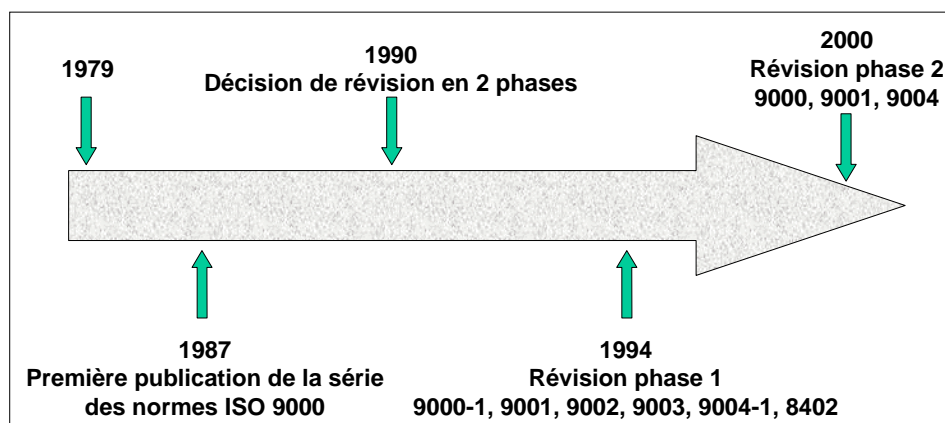 1979
1990
Décision de révision en 2 phases
2000
Révision phase 2
9000, 9001, 9004
1987
Première publication de la série
des normes ISO 9000
1994
Révision phase 1
9000-1, 9001, 9002, 9003, 9004-1, 8402